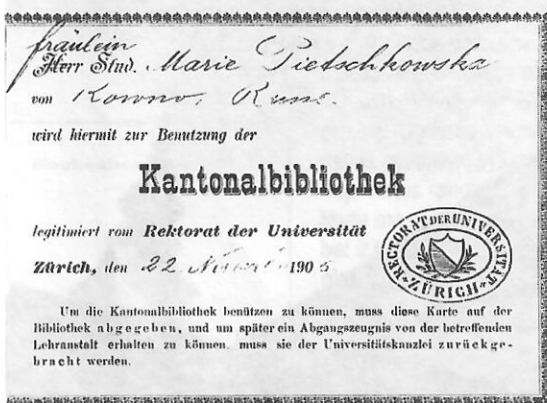 fräulein
Herr Stud. Marie Pietschkowska
von Kowno, Russl.
wird hiermit zur Benutzung der
Kantonalbibliothek
legitimiert vom Rektorat der Universität
Zürich, den 22. 1905
RECTORAT DER UNIVERSITÄT ZÜRICH
Um die Kantonalbibliothek benützen zu können, muss diese Karte auf der
Bibliothek abgegeben, und um später ein Abgangszeugnis von der betreffenden
Lehranstalt erhalten zu können, muss sie der Universitätskanzlei zurückge-
bracht werden.